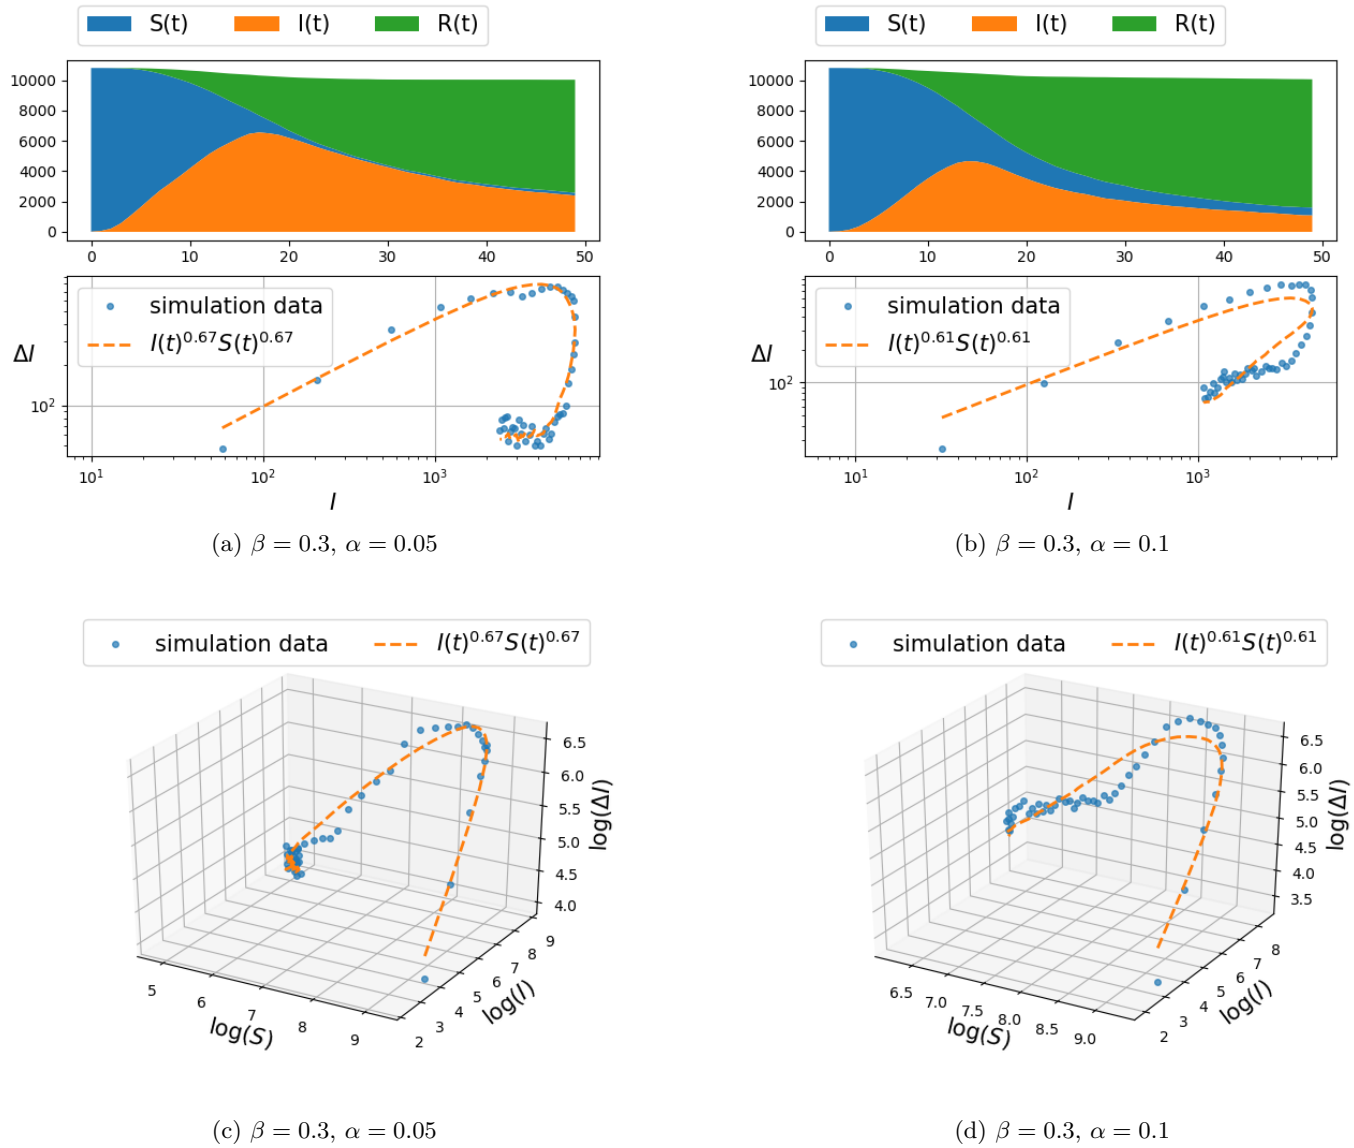 S(t) I(t) R(t)
10000
8000
6000
4000
2000
0
0 10 20 30 40 50
simulation data
I(t)^0.67 S(t)^0.67
ΔI
10^2
10^1 10^2 10^3
I
(a) β = 0.3, α = 0.05
S(t) I(t) R(t)
10000
8000
6000
4000
2000
0
0 10 20 30 40 50
simulation data
I(t)^0.61 S(t)^0.61
ΔI
10^2
10^1 10^2 10^3
I
(b) β = 0.3, α = 0.1
simulation data I(t)^0.67 S(t)^0.67
6.5
6.0
5.5
5.0
4.5
4.0
log(ΔI)
5 6 7 8 9
log(S)
2 3 4 5 6 7 8 9
log(I)
(c) β = 0.3, α = 0.05
simulation data I(t)^0.61 S(t)^0.61
6.5
6.0
5.5
5.0
4.5
4.0
3.5
log(ΔI)
6.5 7.0 7.5 8.0 8.5 9.0
log(S)
2 3 4 5 6 7 8
log(I)
(d) β = 0.3, α = 0.1